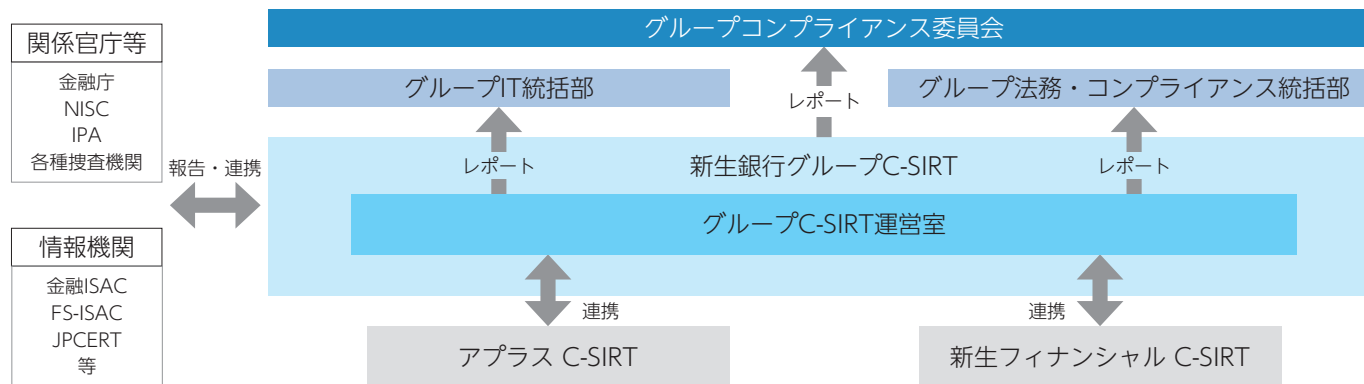 関係官庁等
金融庁
NISC
IPA
各種捜査機関
情報機関
金融ISAC
FS-ISAC
JPCERT
等
報告・連携
グループコンプライアンス委員会
グループIT統括部
レポート
グループ法務・コンプライアンス統括部
レポート
新生銀行グループC-SIRT
レポート
グループC-SIRT運営室
連携
連携
アプラス C-SIRT
新生フィナンシャル C-SIRT